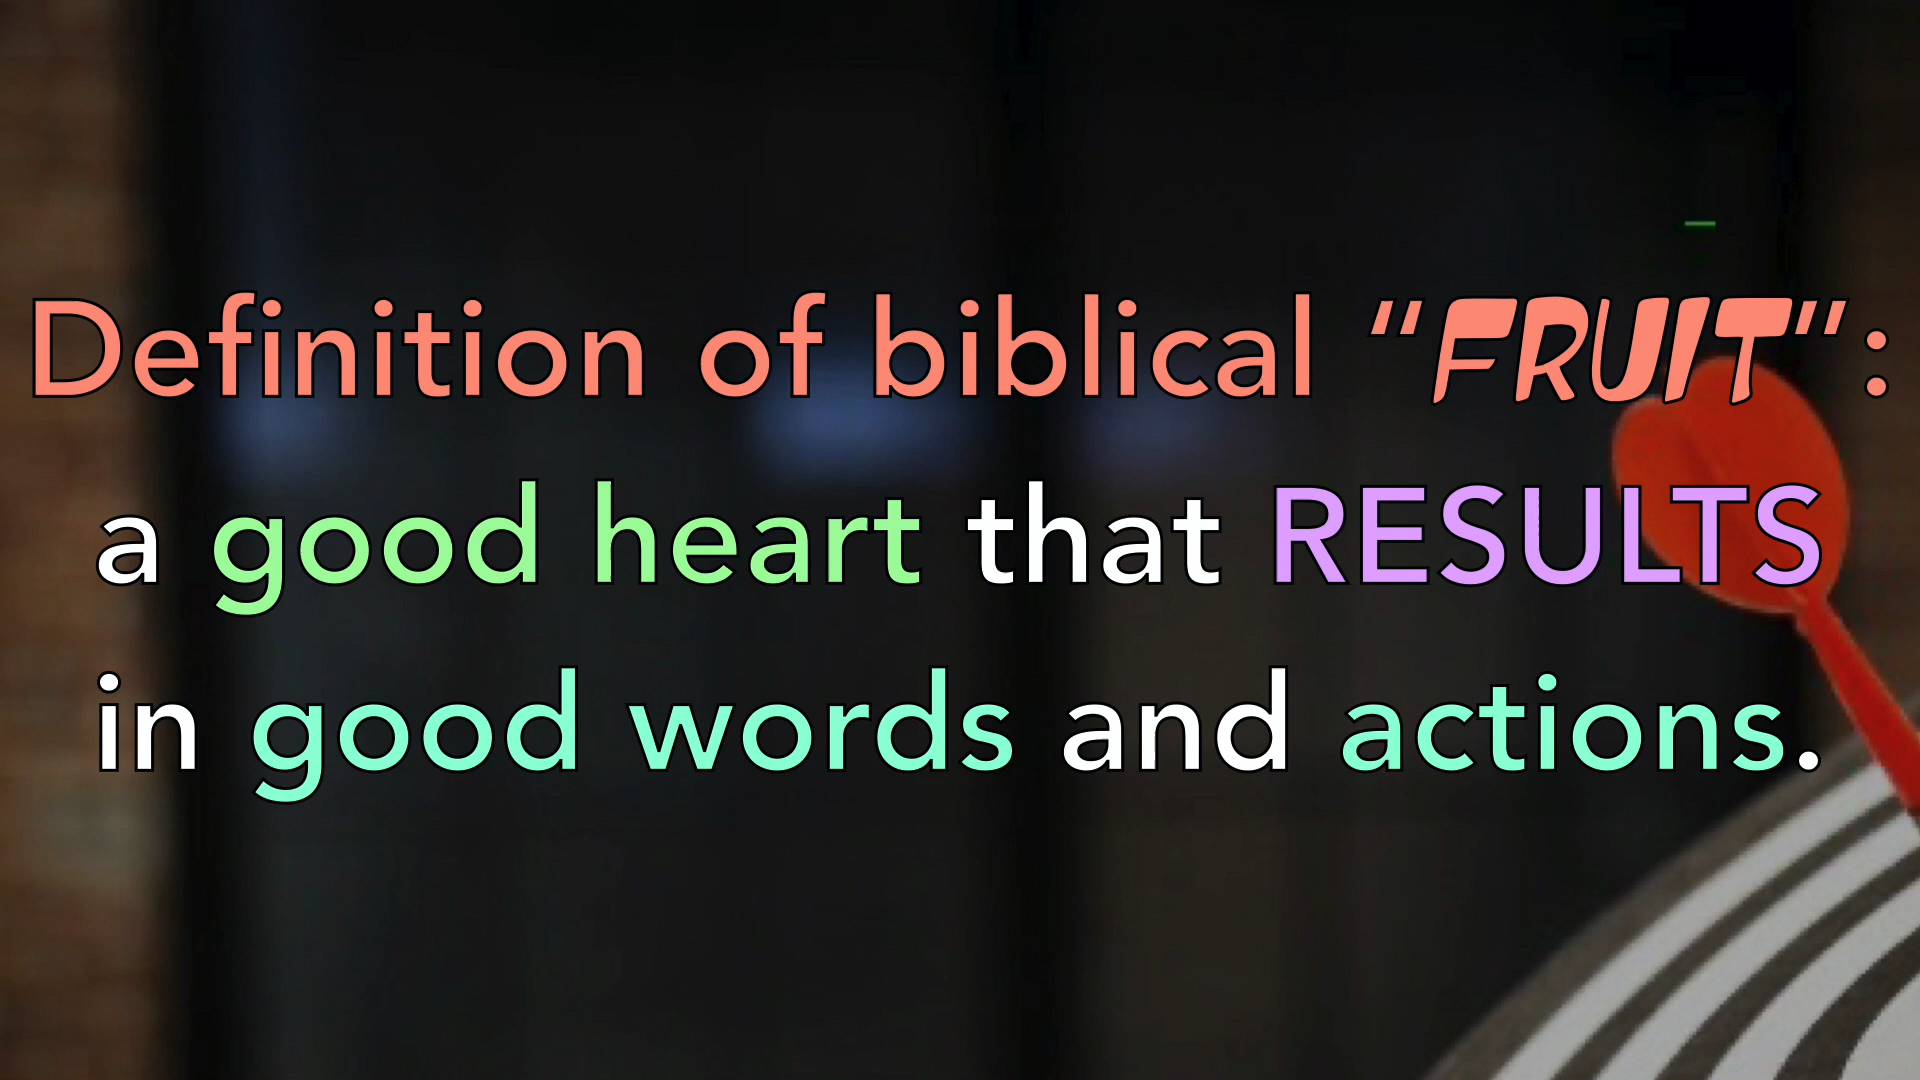 Definition of biblical “FRUIT”:
a good heart that RESULTS
in good words and actions.